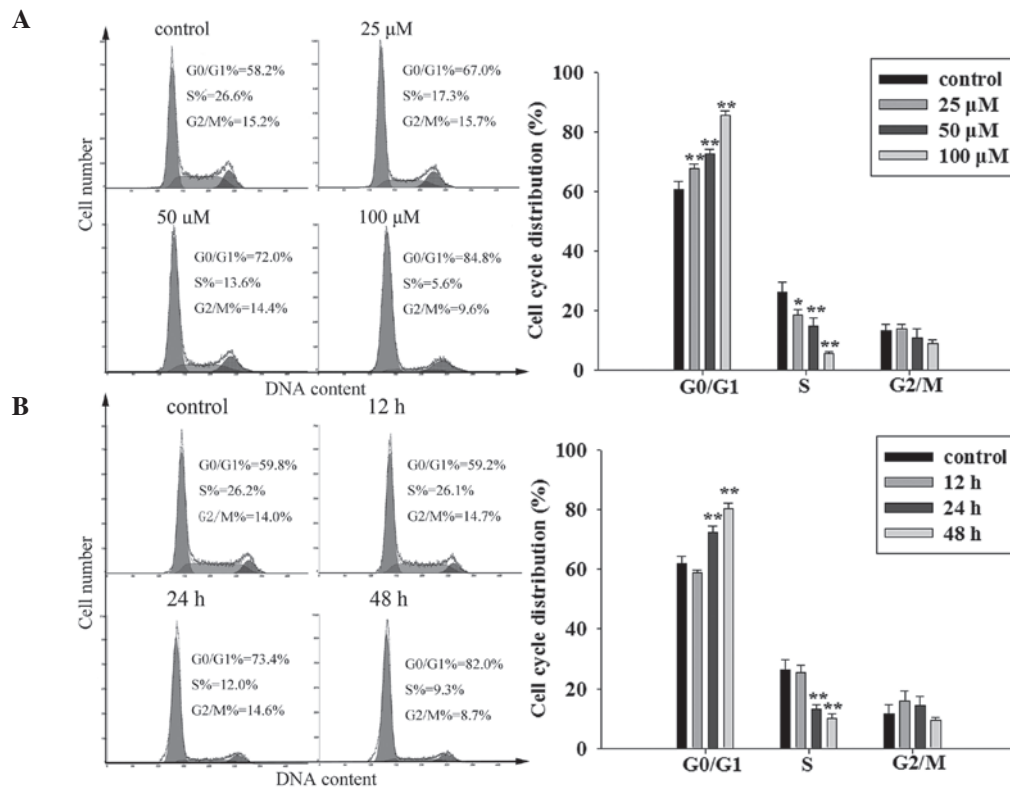 A
control
G0/G1%=58.2%
S%=26.6%
G2/M%=15.2%
25 µM
G0/G1%=67.0%
S%=17.3%
G2/M%=15.7%
50 µM
G0/G1%=72.0%
S%=13.6%
G2/M%=14.4%
100 µM
G0/G1%=84.8%
S%=5.6%
G2/M%=9.6%
Cell number
DNA content
Cell cycle distribution (%)
100
80
60
40
20
0
**
**
**
*
**
**
G0/G1
S
G2/M
control
25 µM
50 µM
100 µM
B
control
G0/G1%=59.8%
S%=26.2%
G2/M%=14.0%
12 h
G0/G1%=59.2%
S%=26.1%
G2/M%=14.7%
24 h
G0/G1%=73.4%
S%=12.0%
G2/M%=14.6%
48 h
G0/G1%=82.0%
S%=9.3%
G2/M%=8.7%
Cell number
DNA content
Cell cycle distribution (%)
100
80
60
40
20
0
**
**
**
**
G0/G1
S
G2/M
control
12 h
24 h
48 h